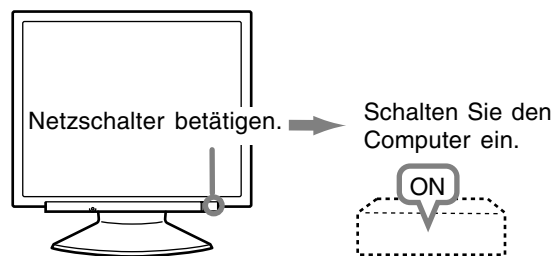 Netzschalter betätigen.
Schalten Sie den
Computer ein.
ON